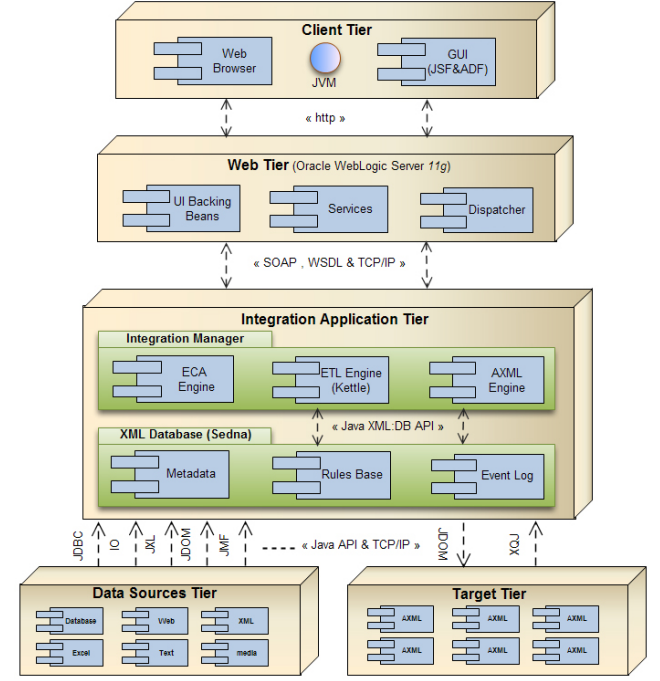 Client Tier
Web
Browser
JVM
GUI
(JSF&ADF)
« http »
Web Tier (Oracle WebLogic Server 11g)
UI Backing
Beans
Services
Dispatcher
« SOAP , WSDL & TCP/IP »
Integration Application Tier
Integration Manager
ECA
Engine
ETL Engine
(Kettle)
AXML
Engine
« Java XML:DB API »
XML Database (Sedna)
Metadata
Rules Base
Event Log
JDBC
IO
JXL
JDOM
JMF
« Java API & TCP/IP »
JDOM
XQJ
Data Sources Tier
Database
Web
XML
Excel
Text
media
Target Tier
AXML
AXML
AXML
AXML
AXML
AXML